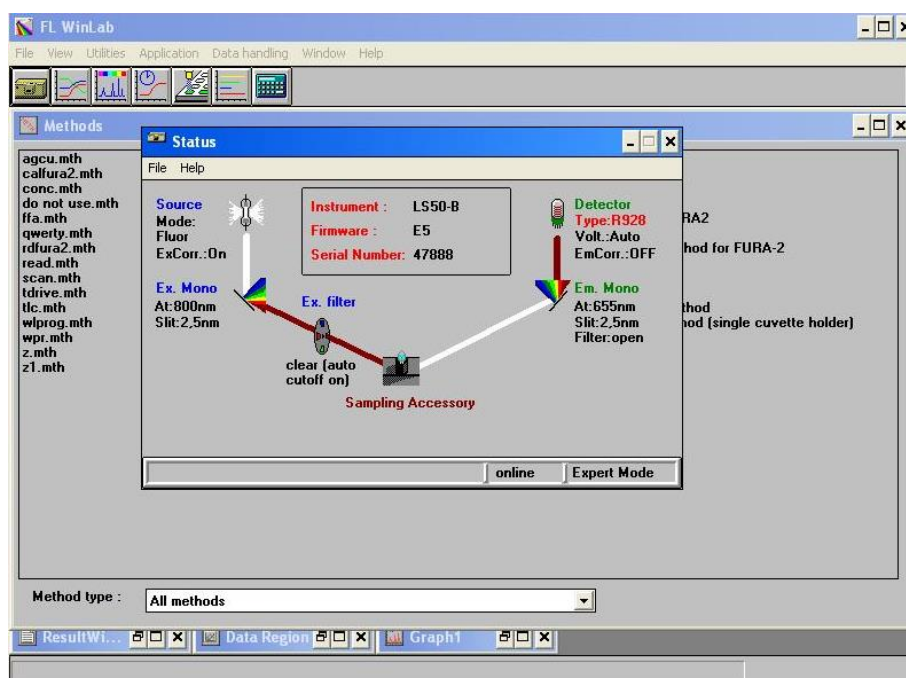 FL WinLab
File View Utilities Application Data handling Window Help
Methods
agcu.mth
calfura2.mth
conc.mth
do not use.mth
ffa.mth
qwerty.mth
rdfura2.mth
read.mth
scan.mth
tdrive.mth
tlc.mth
wlprog.mth
wpr.mth
z.mth
z1.mth
Status
File Help
Source
Mode:
Fluor
ExCorr.:On
Instrument : LS50-B
Firmware : E5
Serial Number: 47888
Detector
Type:R928
Volt.:Auto
EmCorr.:OFF
Ex. Mono
At:800nm
Slit:2,5nm
Ex. filter
clear (auto
cutoff on)
Em. Mono
At:655nm
Slit:2,5nm
Filter:open
Sampling Accessory
online Expert Mode
RA2
hod for FURA-2
thod
hod (single cuvette holder)
Method type : All methods
ResultWi... Data Region Graph1